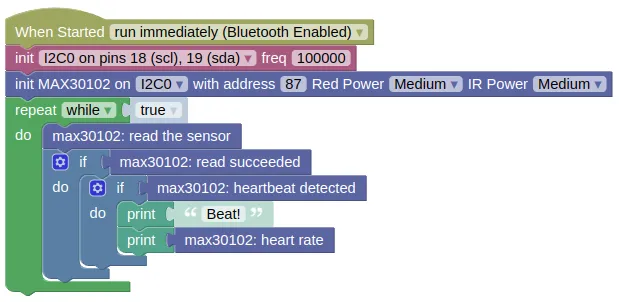 When Started run immediately (Bluetooth Enabled)
init I2C0 on pins 18 (scl), 19 (sda) freq 100000
init MAX30102 on I2C0 with address 87 Red Power Medium IR Power Medium
repeat while true
do max30102: read the sensor
if max30102: read succeeded
do if max30102: heartbeat detected
do print “ Beat! ”
print max30102: heart rate